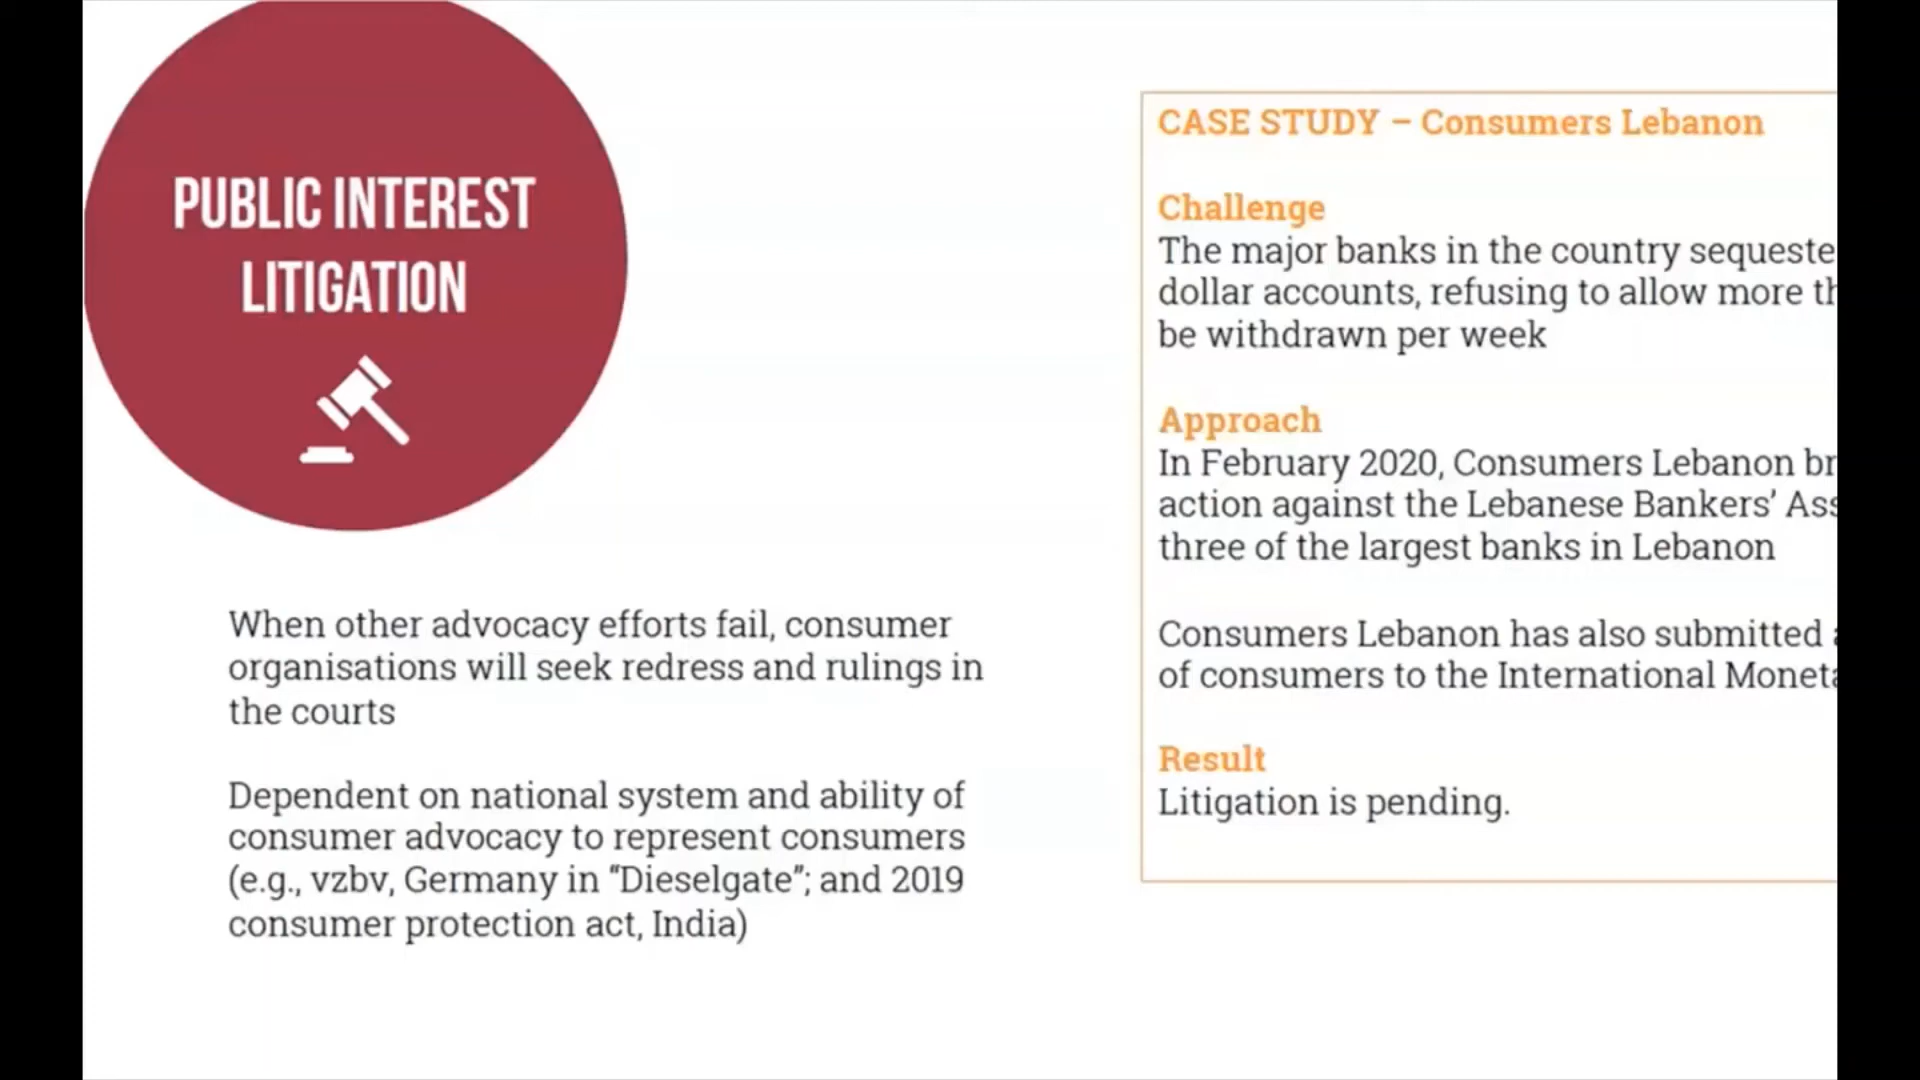 PUBLIC INTEREST
LITIGATION
When other advocacy efforts fail, consumer
organisations will seek redress and rulings in
the courts
Dependent on national system and ability of
consumer advocacy to represent consumers
(e.g., vzbv, Germany in “Dieselgate”; and 2019
consumer protection act, India)
CASE STUDY – Consumers Lebanon
Challenge
The major banks in the country
dollar accounts, refusing to allow more
be withdrawn per week
Approach
In February 2020, Consumers Lebanon
action against the Lebanese Bankers’
three of the largest banks in Lebanon
Consumers Lebanon has also submitted
of consumers to the International
Result
Litigation is pending.